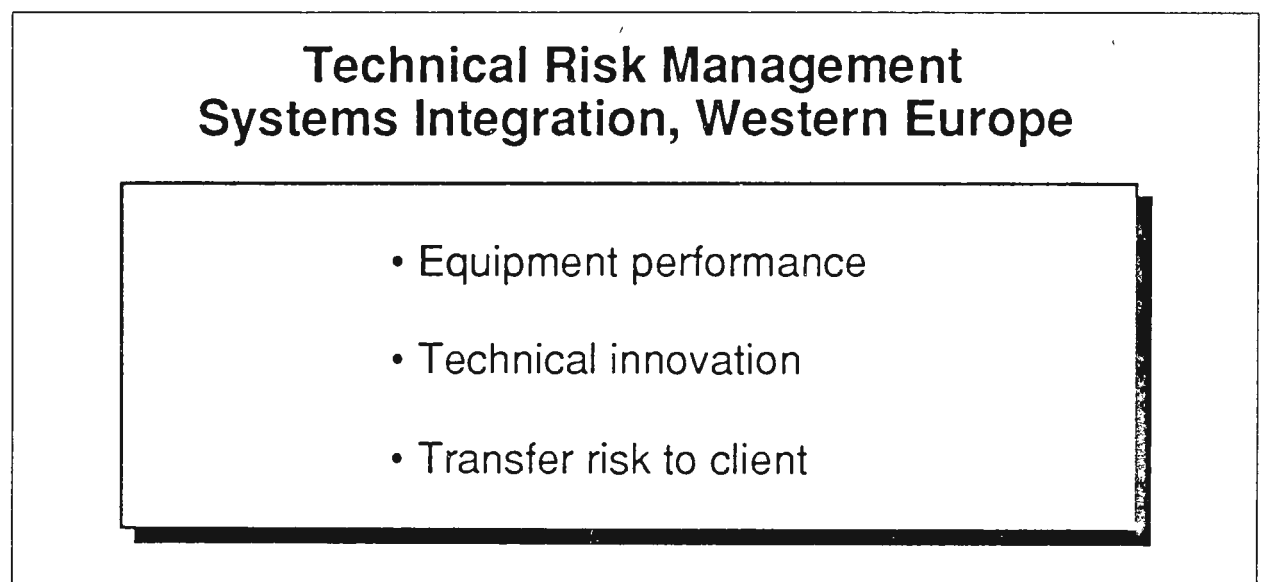 Technical Risk Management
Systems Integration, Western Europe
• Equipment performance
• Technical innovation
• Transfer risk to client